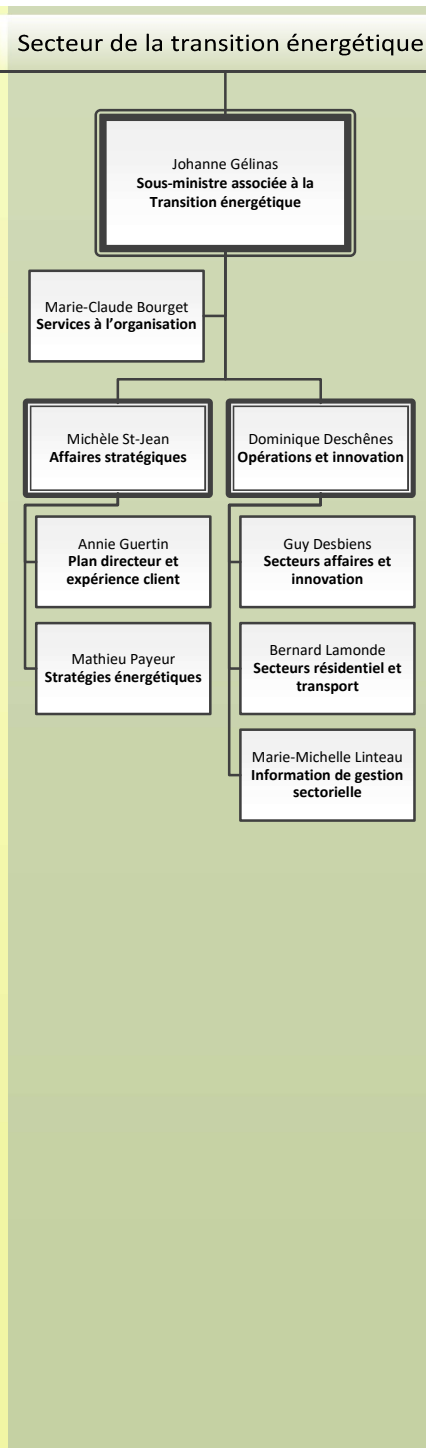 Secteur de la transition énergétique
Johanne Gélinas
Sous-ministre associée à la
Transition énergétique
Marie-Claude Bourget
Services à l'organisation
Michèle St-Jean
Affaires stratégiques
Annie Guertin
Plan directeur et
expérience client
Mathieu Payeur
Stratégies énergétiques
Dominique Deschênes
Opérations et innovation
Guy Desbiens
Secteurs affaires et
innovation
Bernard Lamonde
Secteurs résidentiel et
transport
Marie-Michelle Linteau
Information de gestion
sectorielle